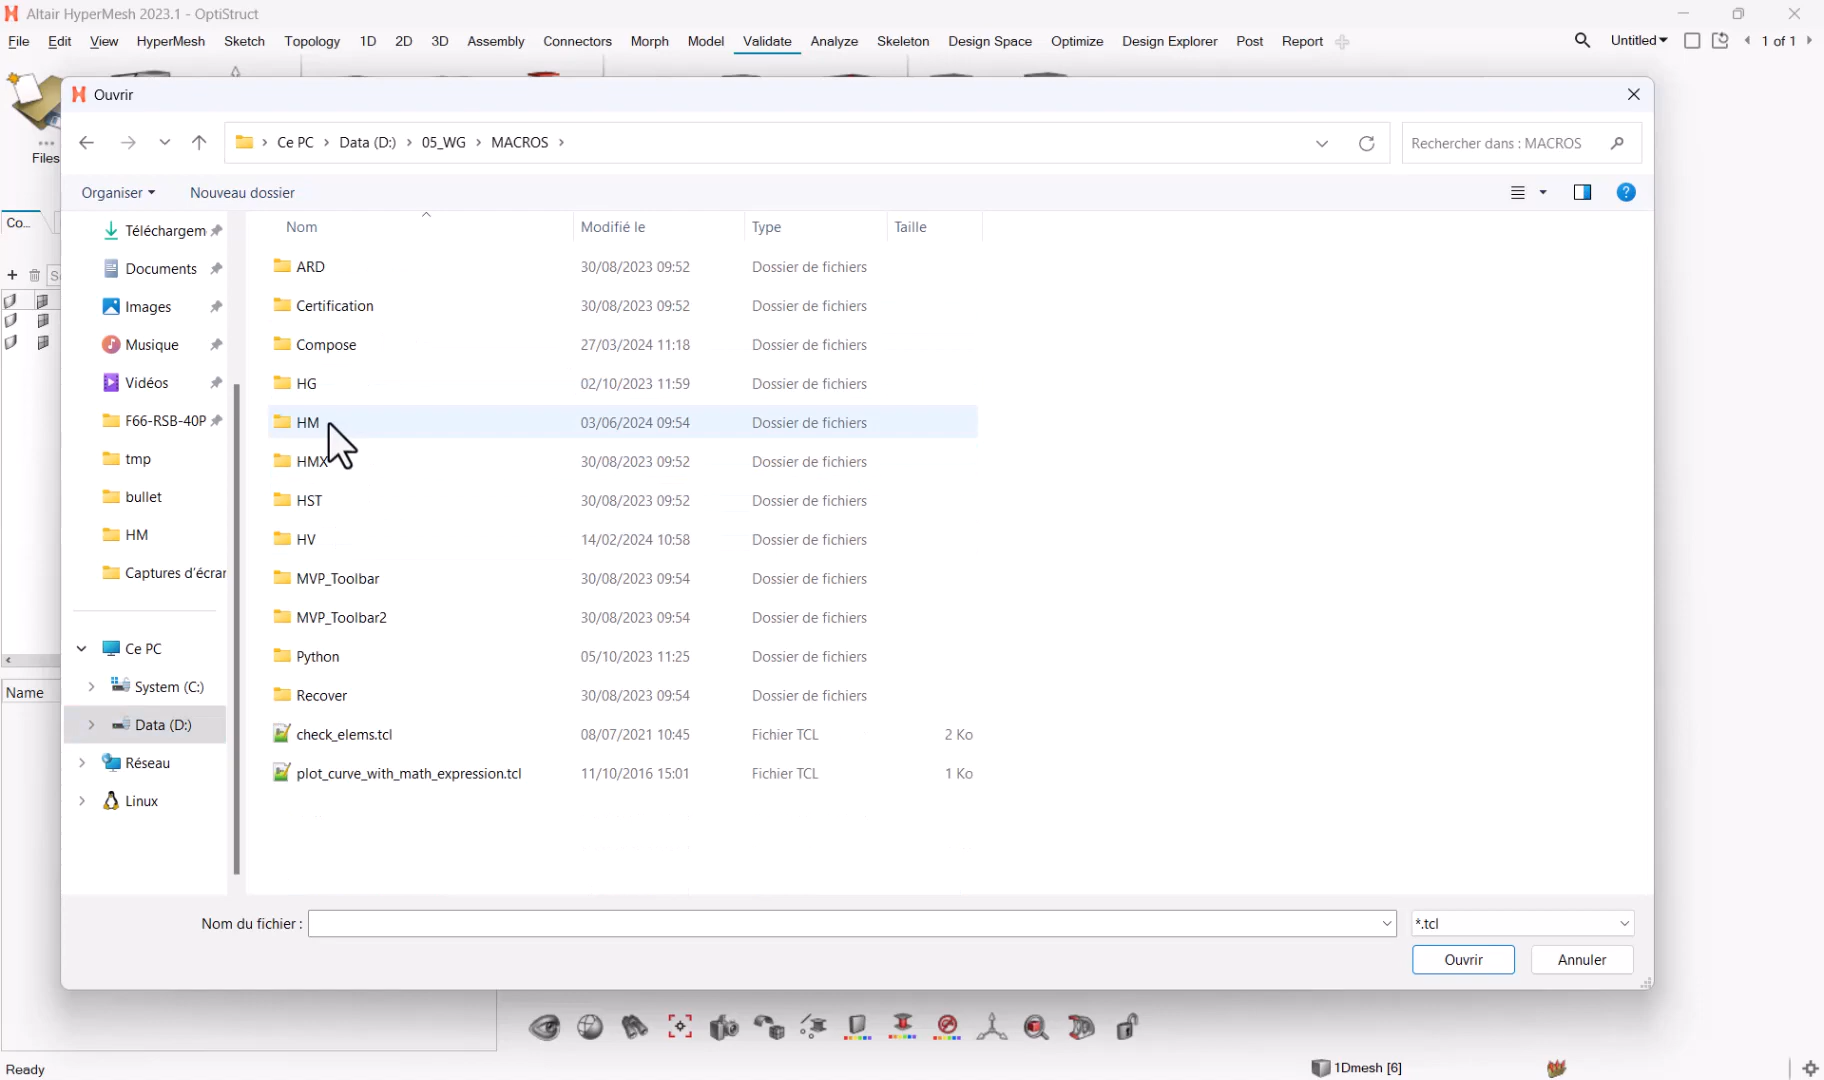 Altair HyperMesh 2023.1 - OptiStruct
File Edit View HyperMesh Sketch Topology 1D 2D 3D Assembly Connectors Morph Model Validate Analyze Skeleton Design Space Optimize Design Explorer Post Report Untitled 1 of 1
Files
Ouvrir
Ce PC > Data (D:) > 05_WG > MACROS >
Rechercher dans : MACROS
Organiser
Nouveau dossier
Co...
Nom Modifié le Type Taille
Téléchargem
Documents
Images
Musique
Vidéos
F66-RSB-40P
tmp
bullet
HM
Captures d'écrar
Ce PC
System (C:)
Data (D:)
Réseau
Linux
Name
ARD 30/08/2023 09:52 Dossier de fichiers
Certification 30/08/2023 09:52 Dossier de fichiers
Compose 27/03/2024 11:18 Dossier de fichiers
HG 02/10/2023 11:59 Dossier de fichiers
HM 03/06/2024 09:54 Dossier de fichiers
HMX 30/08/2023 09:52 Dossier de fichiers
HST 30/08/2023 09:52 Dossier de fichiers
HV 14/02/2024 10:58 Dossier de fichiers
MVP_Toolbar 30/08/2023 09:54 Dossier de fichiers
MVP_Toolbar2 30/08/2023 09:54 Dossier de fichiers
Python 05/10/2023 11:25 Dossier de fichiers
Recover 30/08/2023 09:54 Dossier de fichiers
check_elems.tcl 08/07/2021 10:45 Fichier TCL 2 Ko
plot_curve_with_math_expression.tcl 11/10/2016 15:01 Fichier TCL 1 Ko
Nom du fichier : *.tcl
Ouvrir Annuler
Ready
1Dmesh [6]